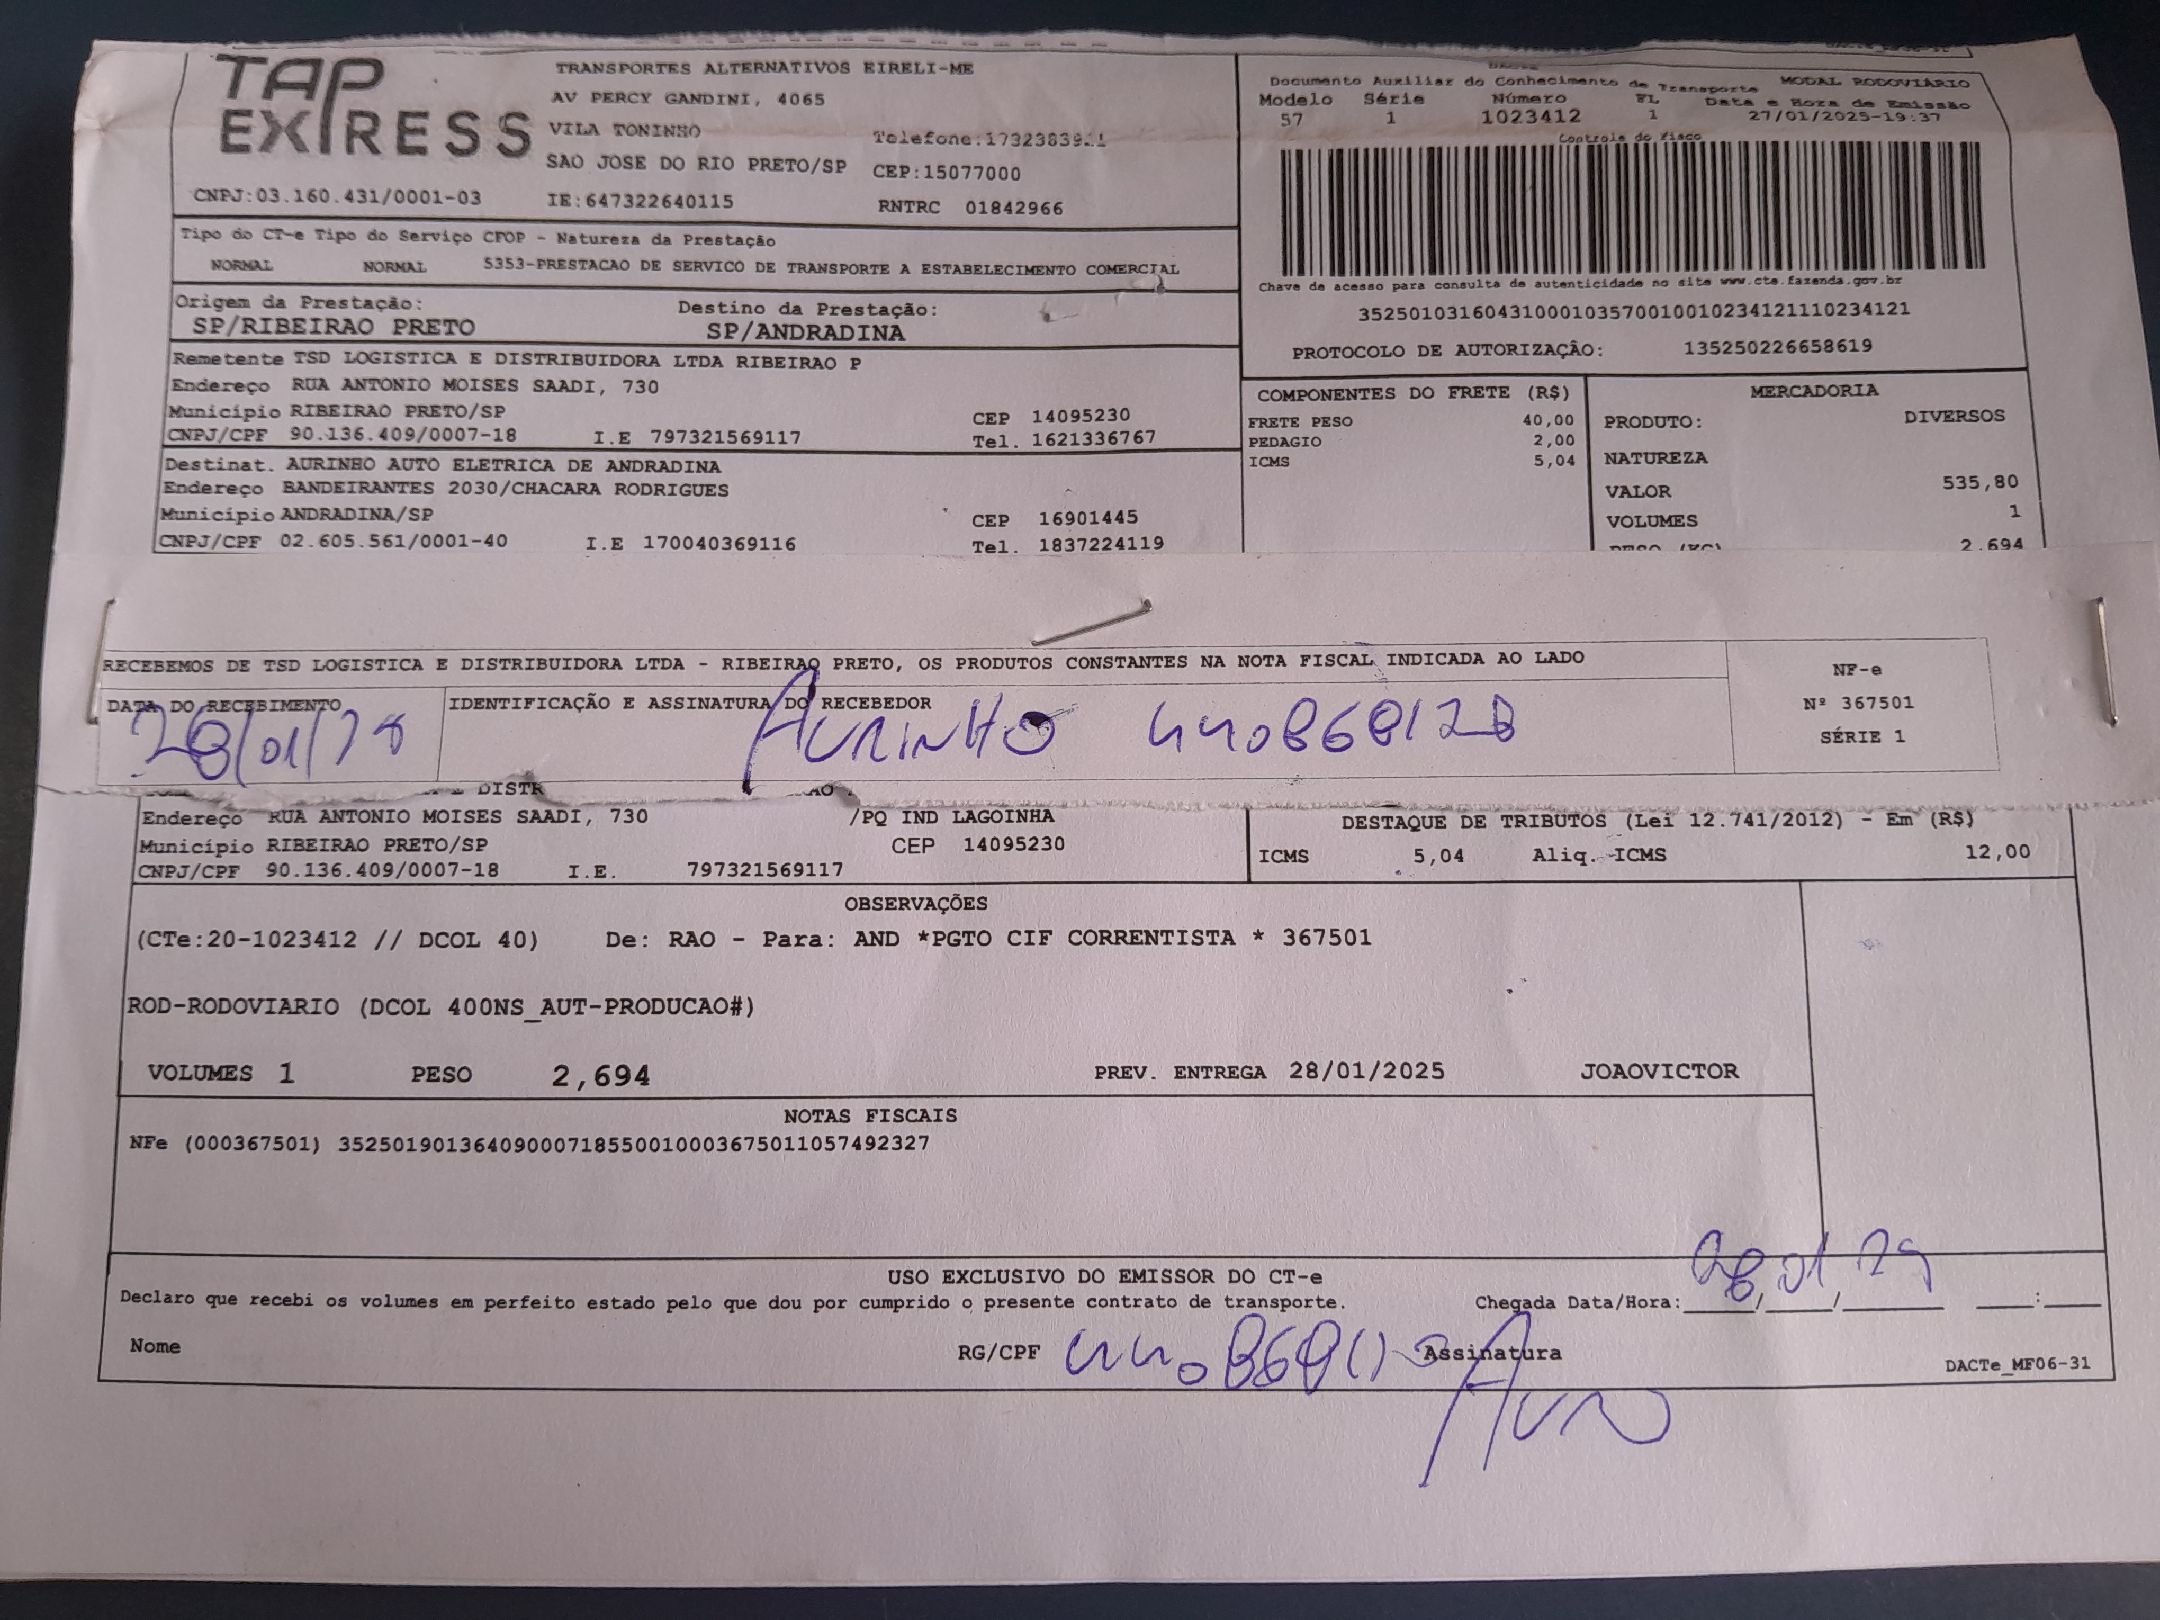 TAP EXPRESS
TRANSPORTES ALTERNATIVOS EIRELI-ME
AV PERCY GANDINI, 4065
VILA TONINHO
SAO JOSE DO RIO PRETO/SP CEP:15077000
CNPJ:03.160.431/0001-03 IE:647322640115 RNTRC 01842966
Documento Auxiliar do Conhecimento de Transporte MODAL RODOVIÁRIO
Modelo Série Número FL Data e Hora de Emissão
57 1 1023412 1 27/01/2025-19:37
Controle do Fisco
Chave de acesso para consulta de autenticidade no site www.cte.fazenda.gov.br
35250103160431000103570010010234121110234121
PROTOCOLO DE AUTORIZAÇÃO: 135250226658619
Tipo do CT-e Tipo do Serviço CFOP - Natureza da Prestação
NORMAL NORMAL 5353-PRESTACAO DE SERVICO DE TRANSPORTE A ESTABELECIMENTO COMERCIAL
Origem da Prestação: Destino da Prestação:
SP/RIBEIRAO PRETO SP/ANDRADINA
Remetente TSD LOGISTICA E DISTRIBUIDORA LTDA RIBEIRAO P
Endereço RUA ANTONIO MOISES SAADI, 730
Município RIBEIRAO PRETO/SP CEP 14095230
CNPJ/CPF 90.136.409/0007-18 I.E 797321569117 Tel. 1621336767
Destinat. AURINHO AUTO ELETRICA DE ANDRADINA
Endereço BANDEIRANTES 2030/CHACARA RODRIGUES
Município ANDRADINA/SP CEP 16901445
CNPJ/CPF 02.605.561/0001-40 I.E 170040369116 Tel. 1837224119
COMPONENTES DO FRETE (R$)
FRETE PESO 40,00
PEDAGIO 2,00
ICMS 5,04
MERCADORIA
PRODUTO: DIVERSOS
NATUREZA
VALOR 535,80
VOLUMES 1
PESO (KG) 2,694
RECEBEMOS DE TSD LOGISTICA E DISTRIBUIDORA LTDA - RIBEIRAO PRETO, OS PRODUTOS CONSTANTES NA NOTA FISCAL INDICADA AO LADO
DATA DO RECEBIMENTO IDENTIFICAÇÃO E ASSINATURA DO RECEBEDOR
28/01/25 AURINHO
NF-e
Nº 367501
SÉRIE 1
Endereço RUA ANTONIO MOISES SAADI, 730 /PQ IND LAGOINHA
Município RIBEIRAO PRETO/SP CEP 14095230
CNPJ/CPF 90.136.409/0007-18 I.E. 797321569117
DESTAQUE DE TRIBUTOS (Lei 12.741/2012) - Em (R$)
ICMS 5,04 Aliq. ICMS 12,00
OBSERVAÇÕES
(CTe:20-1023412 // DCOL 40) De: RAO - Para: AND *PGTO CIF CORRENTISTA * 367501
ROD-RODOVIARIO (DCOL 400NS_AUT-PRODUCAO#)
VOLUMES 1 PESO 2,694 PREV. ENTREGA 28/01/2025 JOAOVICTOR
NOTAS FISCAIS
NFe (000367501) 35250190136409000718550010003675011057492327
USO EXCLUSIVO DO EMISSOR DO CT-e
Declaro que recebi os volumes em perfeito estado pelo que dou por cumprido o presente contrato de transporte. Chegada Data/Hora: 28/01/25
Nome RG/CPF Assinatura
DACTe_MF06-31